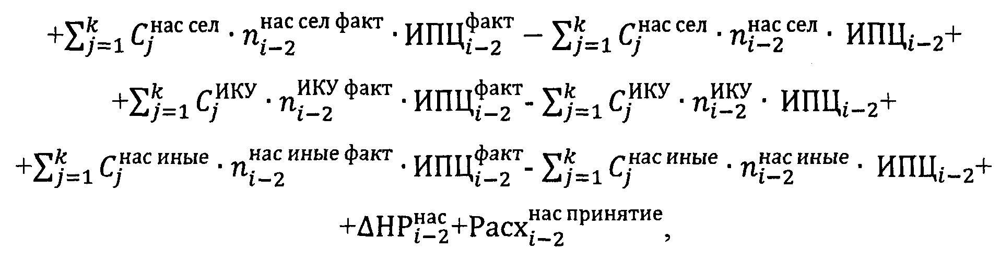 +∑_{j=1}^{k} C_j^{нас сел} · n_{i−2}^{нас сел факт} · ИПЦ_{i−2}^{факт} − ∑_{j=1}^{k} C_j^{нас сел} · n_{i−2}^{нас сел} · ИПЦ_{i−2}+
+∑_{j=1}^{k} C_j^{ИКУ} · n_{i−2}^{ИКУ факт} · ИПЦ_{i−2}^{факт}- ∑_{j=1}^{k} C_j^{ИКУ} · n_{i−2}^{ИКУ} · ИПЦ_{i−2}+
+∑_{j=1}^{k} C_j^{нас иные} · n_{i−2}^{нас иные факт} · ИПЦ_{i−2}^{факт}- ∑_{j=1}^{k} C_j^{нас иные} · n_{i−2}^{нас иные} · ИПЦ_{i−2}+
+ΔНР_{i−2}^{нас}+Расх_{i−2}^{нас принятие},